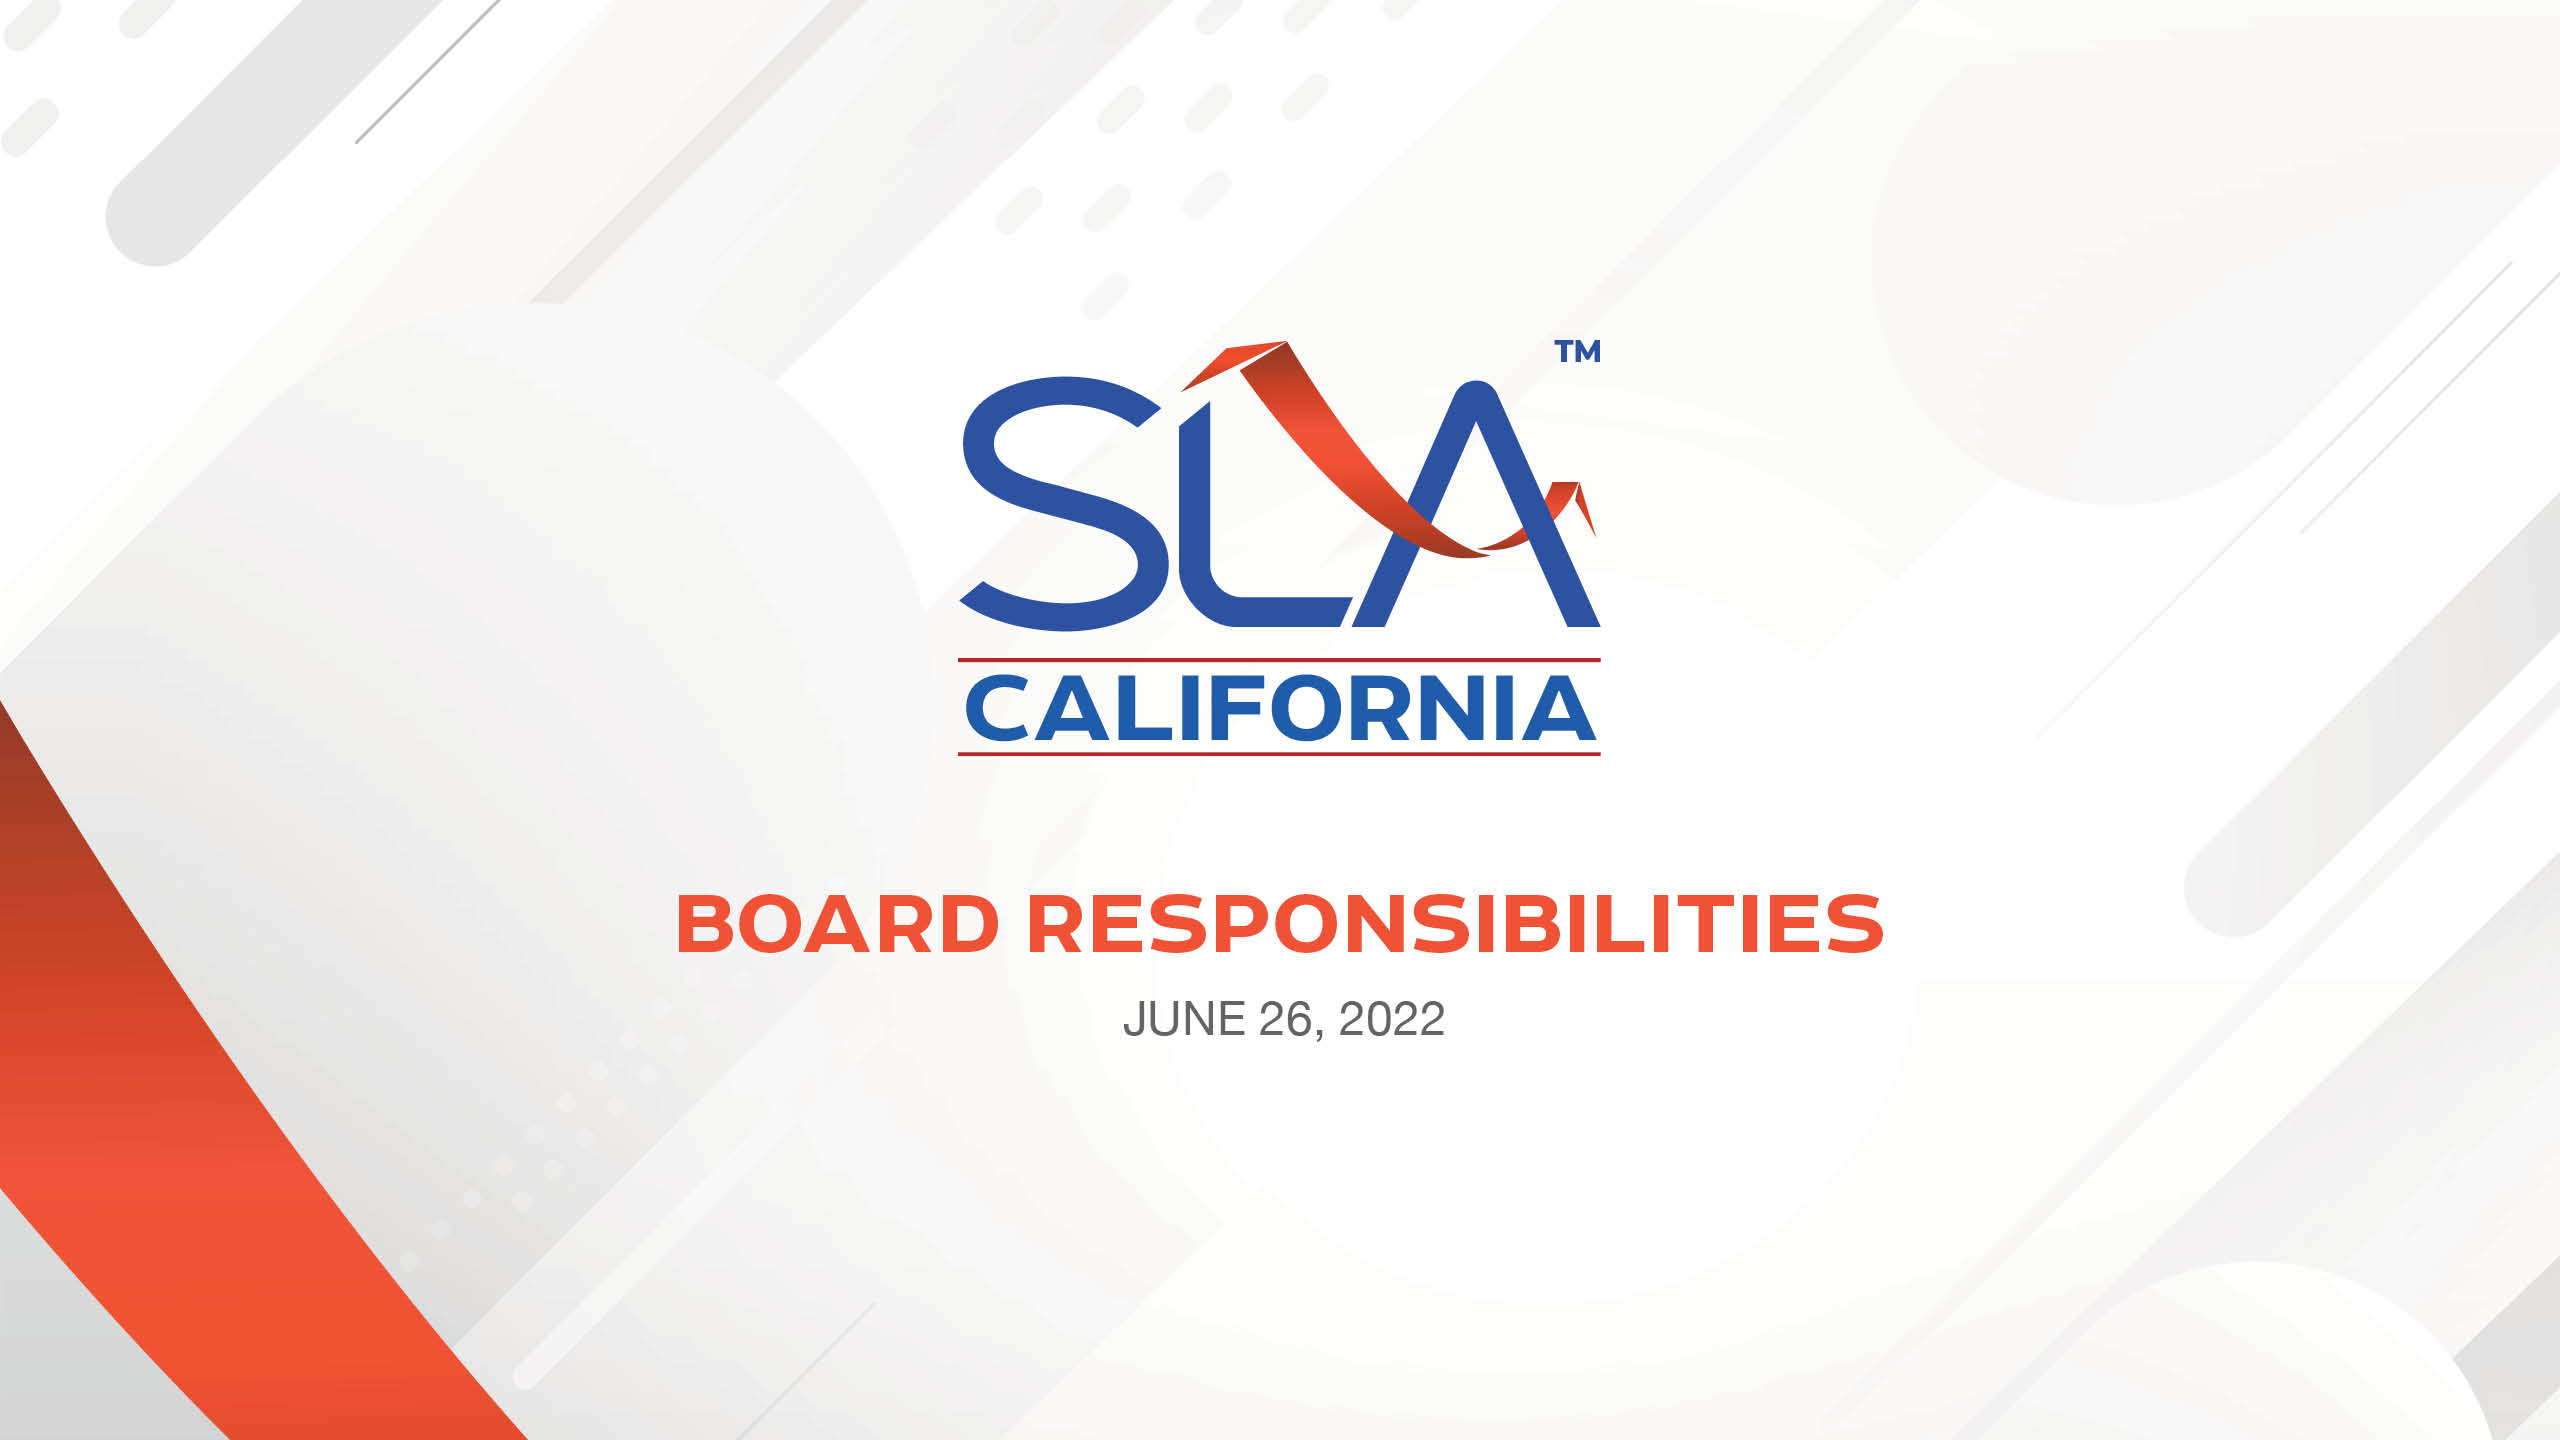 SLA™
CALIFORNIA
BOARD RESPONSIBILITIES
JUNE 26, 2022